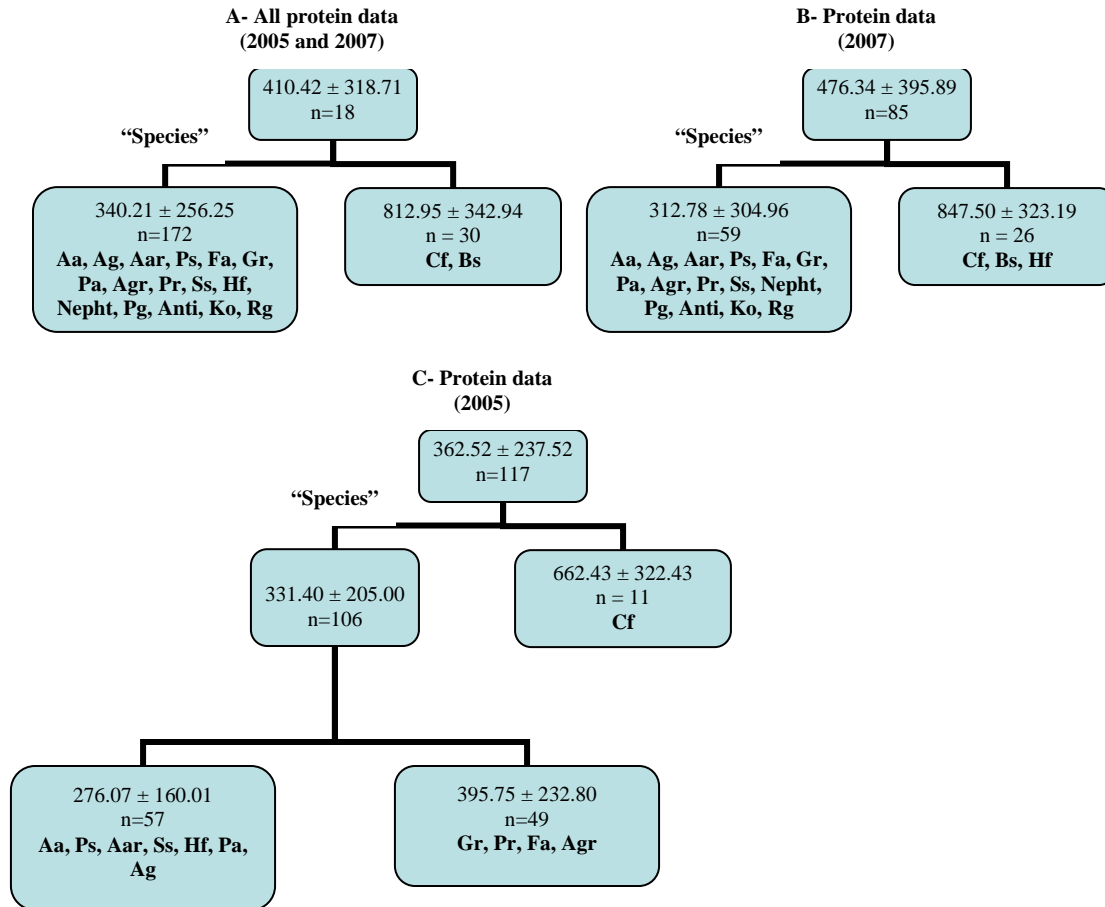 A- All protein data
(2005 and 2007)
410.42 ± 318.71
n=18
“Species”
340.21 ± 256.25
n=172
Aa, Ag, Aar, Ps, Fa, Gr,
Pa, Agr, Pr, Ss, Hf,
Nepht, Pg, Anti, Ko, Rg
812.95 ± 342.94
n = 30
Cf, Bs
B- Protein data
(2007)
476.34 ± 395.89
n=85
“Species”
312.78 ± 304.96
n=59
Aa, Ag, Aar, Ps, Fa, Gr,
Pa, Agr, Pr, Ss, Nepht,
Pg, Anti, Ko, Rg
847.50 ± 323.19
n = 26
Cf, Bs, Hf
C- Protein data
(2005)
362.52 ± 237.52
n=117
“Species”
331.40 ± 205.00
n=106
662.43 ± 322.43
n = 11
Cf
276.07 ± 160.01
n=57
Aa, Ps, Aar, Ss, Hf, Pa,
Ag
395.75 ± 232.80
n=49
Gr, Pr, Fa, Agr